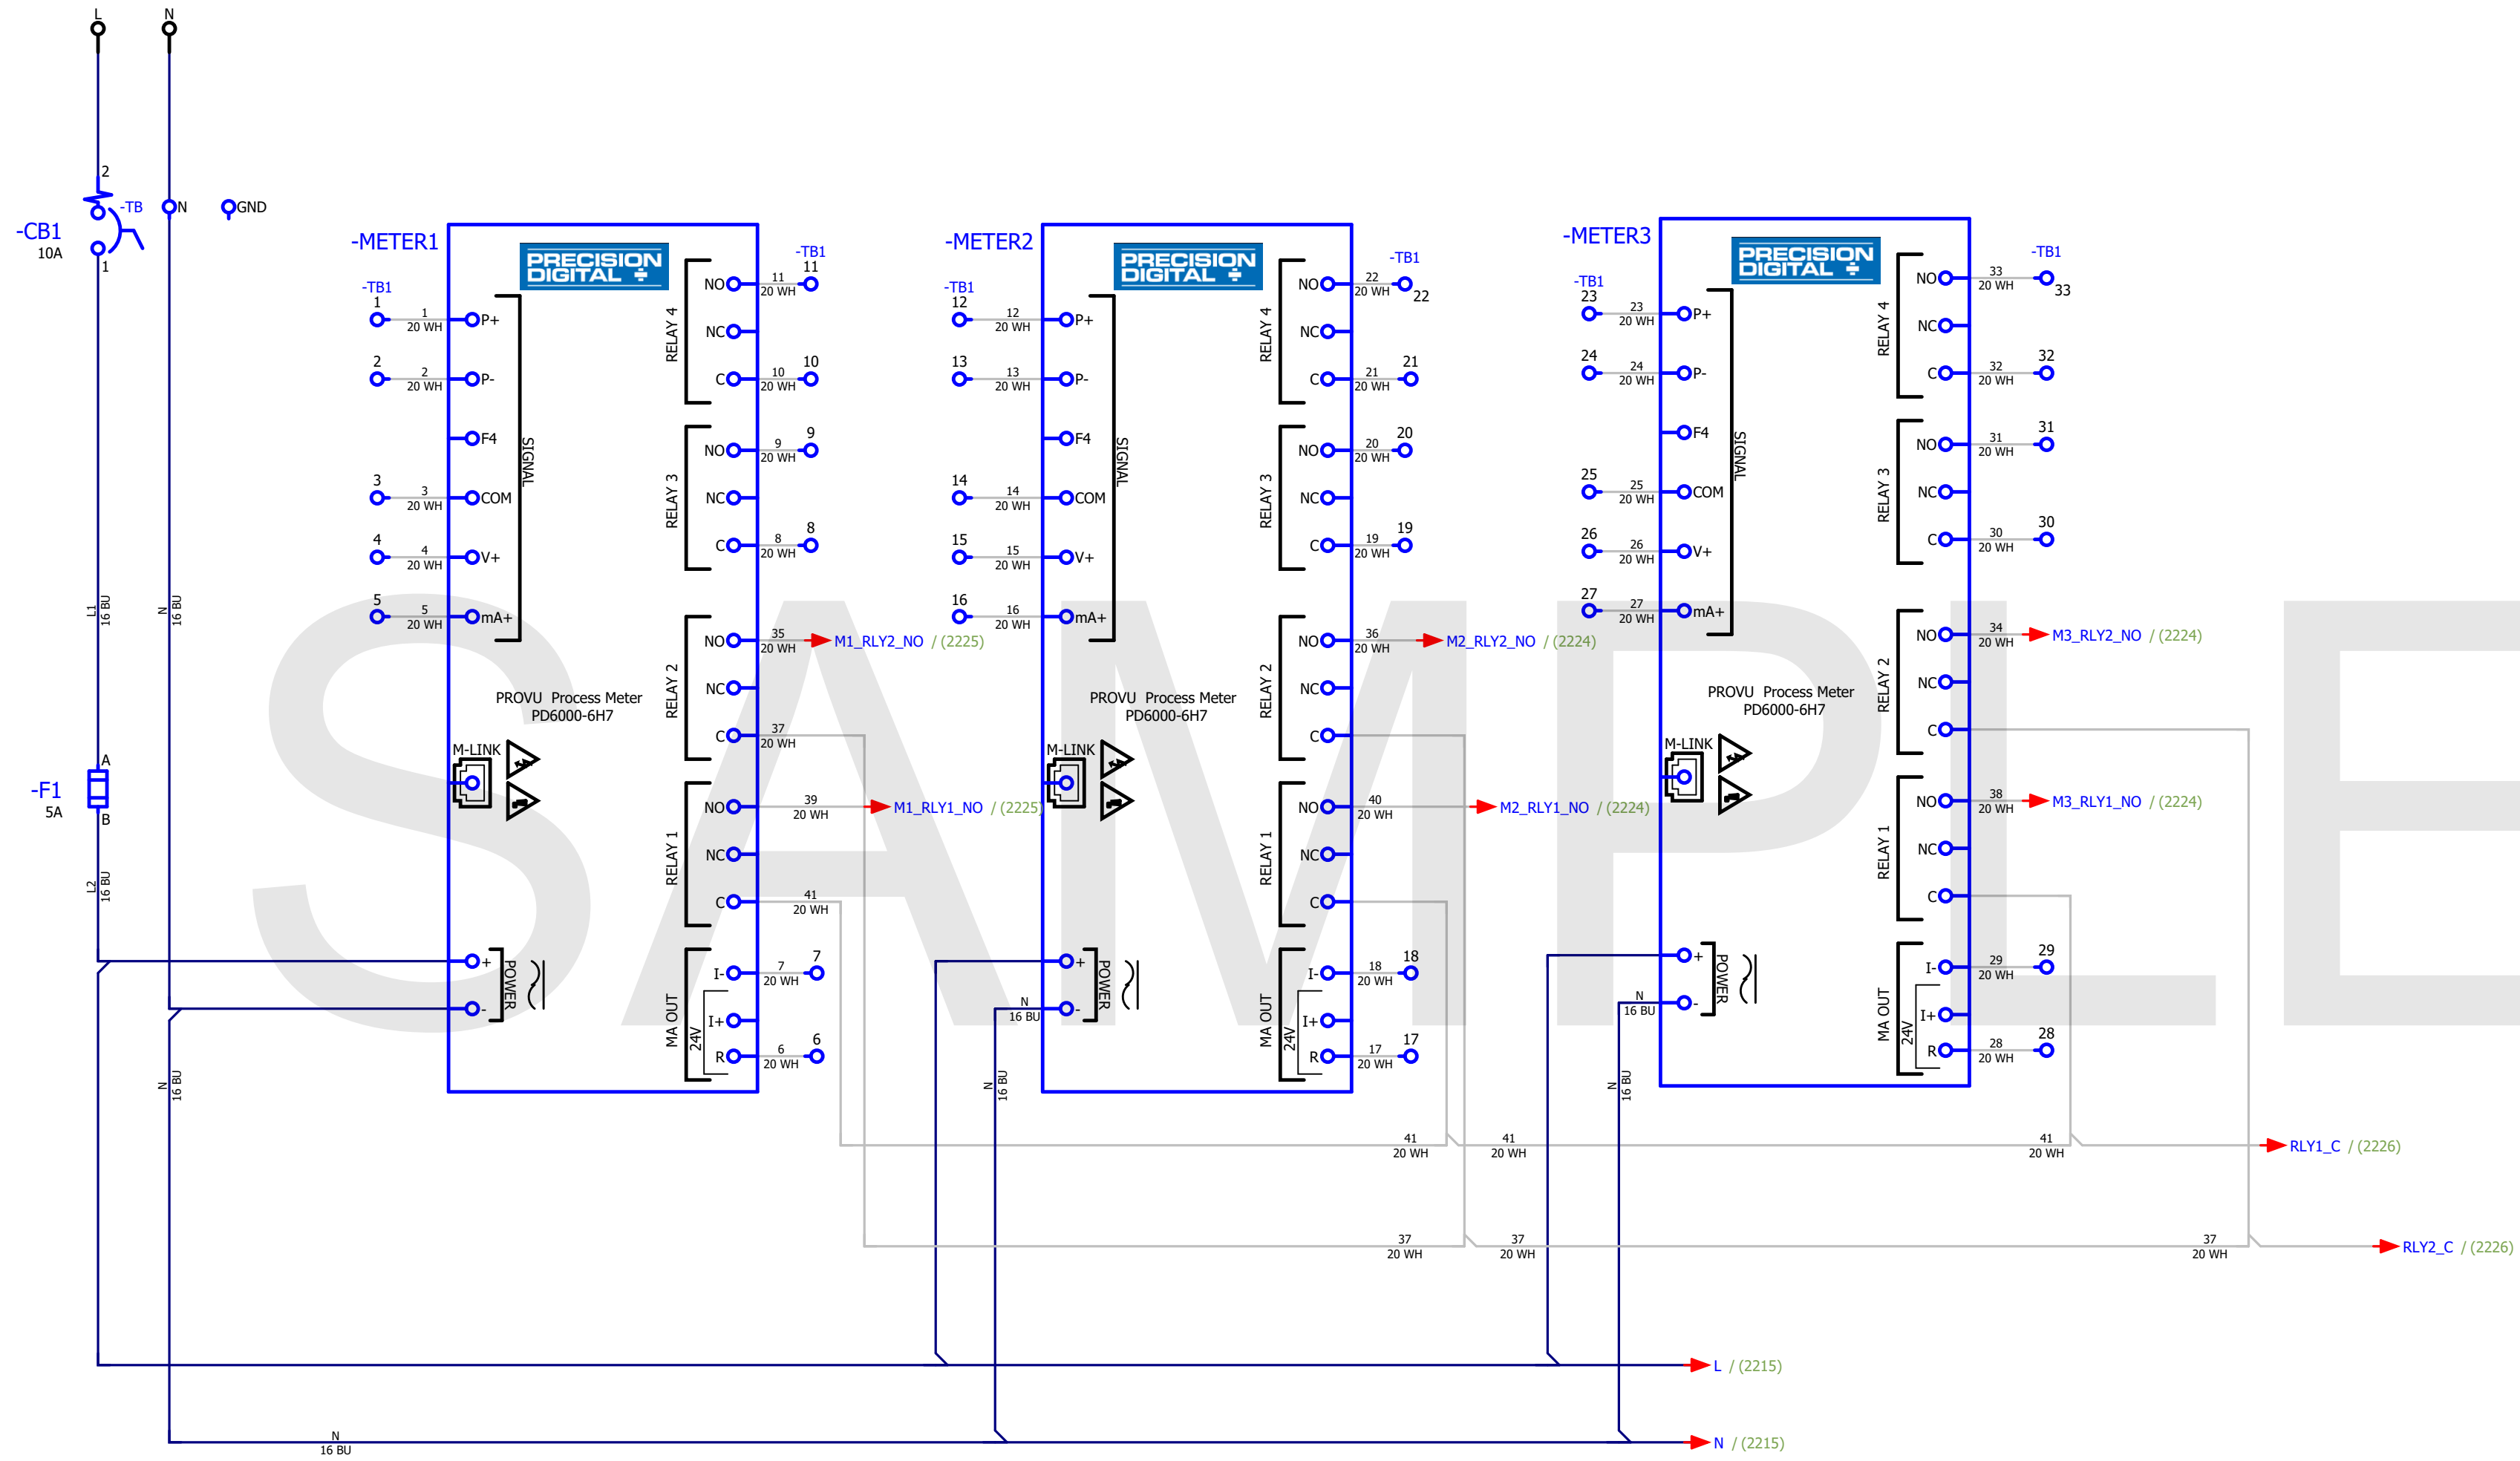 L
N
2
-TB
N
GND
-CB1
10A
1
L1
16 BU
N
16 BU
A
-F1
5A
B
L2
16 BU
N
16 BU
N
16 BU
-METER1
PRECISION
DIGITAL
-TB1
1
1
20 WH
P+
2
2
20 WH
P-
F4
3
3
20 WH
COM
4
4
20 WH
V+
5
5
20 WH
mA+
SIGNAL
PROVU Process Meter
PD6000-6H7
M-LINK
+
-
POWER
RELAY 4
NO
11
20 WH
-TB1
11
NC
C
10
20 WH
10
RELAY 3
NO
9
20 WH
9
NC
C
8
20 WH
8
RELAY 2
NO
35
20 WH
M1_RLY2_NO / (2225)
NC
C
37
20 WH
RELAY 1
NO
39
20 WH
M1_RLY1_NO / (2225)
NC
C
41
20 WH
MA OUT
24V
I-
7
20 WH
7
I+
R
6
20 WH
6
-METER2
PRECISION
DIGITAL
-TB1
12
12
20 WH
P+
13
13
20 WH
P-
F4
14
14
20 WH
COM
15
15
20 WH
V+
16
16
20 WH
mA+
SIGNAL
PROVU Process Meter
PD6000-6H7
M-LINK
+
N
16 BU
-
POWER
N
16 BU
RELAY 4
NO
22
20 WH
-TB1
22
NC
C
21
20 WH
21
RELAY 3
NO
20
20 WH
20
NC
C
19
20 WH
19
RELAY 2
NO
36
20 WH
M2_RLY2_NO / (2224)
NC
C
RELAY 1
NO
40
20 WH
M2_RLY1_NO / (2224)
NC
C
MA OUT
24V
I-
18
20 WH
18
I+
R
17
20 WH
17
-METER3
PRECISION
DIGITAL
-TB1
23
23
20 WH
P+
24
24
20 WH
P-
F4
25
25
20 WH
COM
26
26
20 WH
V+
27
27
20 WH
mA+
SIGNAL
PROVU Process Meter
PD6000-6H7
M-LINK
+
N
16 BU
-
POWER
N
16 BU
RELAY 4
NO
33
20 WH
-TB1
33
NC
C
32
20 WH
32
RELAY 3
NO
31
20 WH
31
NC
C
30
20 WH
30
RELAY 2
NO
34
20 WH
M3_RLY2_NO / (2224)
NC
C
RELAY 1
NO
38
20 WH
M3_RLY1_NO / (2224)
NC
C
MA OUT
24V
I-
29
20 WH
29
I+
R
28
20 WH
28
41
20 WH
41
20 WH
41
20 WH
RLY1_C / (2226)
37
20 WH
37
20 WH
37
20 WH
RLY2_C / (2226)
L / (2215)
N / (2215)
SAMPLE